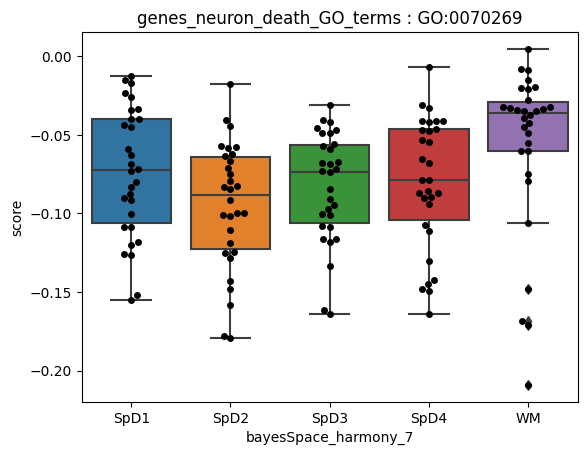 genes_neuron_death_GO_terms : GO:0070269
score
0.00
−0.05
−0.10
−0.15
−0.20
SpD1 SpD2 SpD3 SpD4 WM
bayesSpace_harmony_7